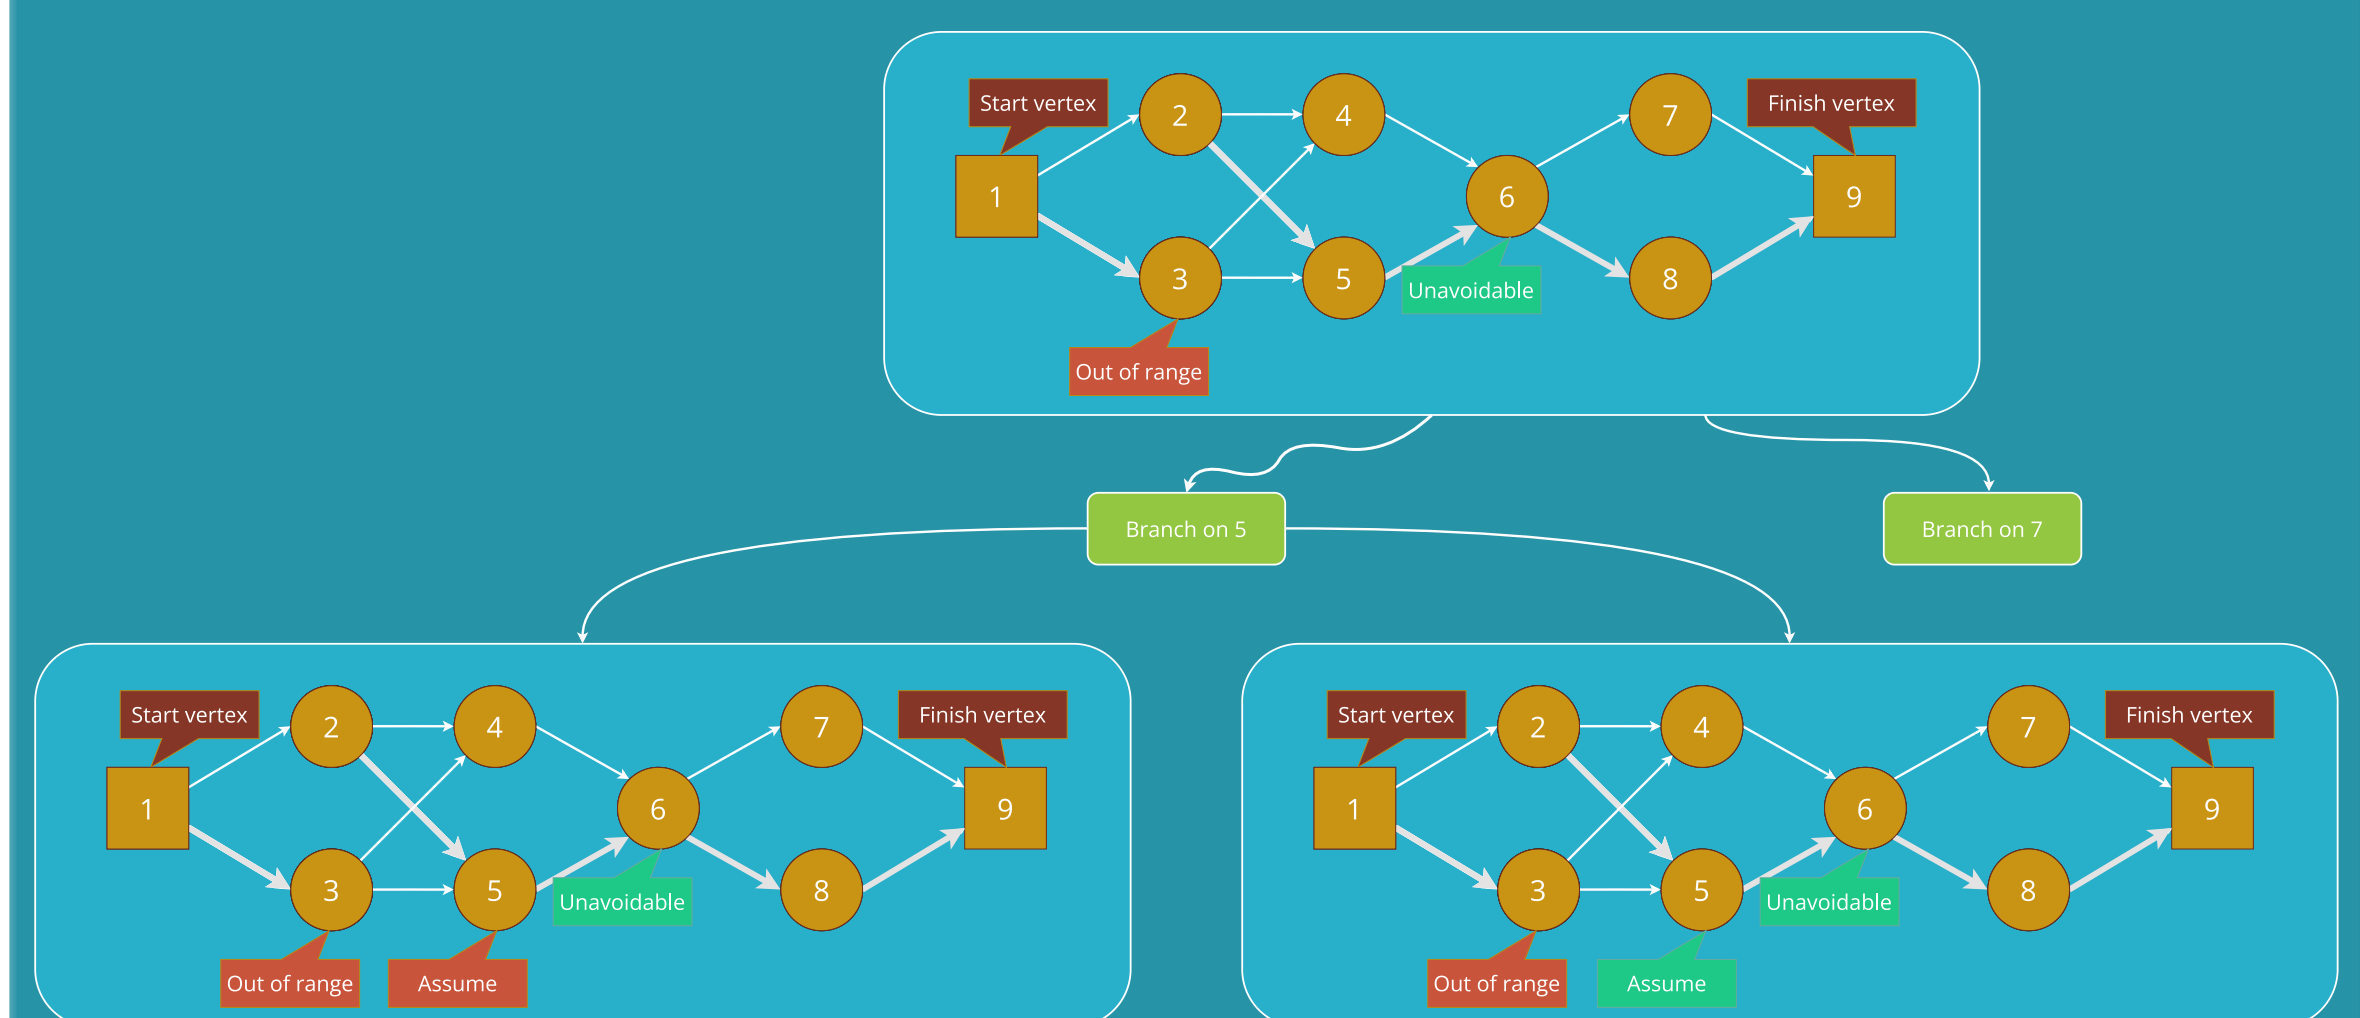 Start vertex
2
4
7
Finish vertex
1
6
9
3
5
Unavoidable
8
Out of range
Branch on 5
Branch on 7
Start vertex
2
4
7
Finish vertex
1
6
9
3
5
Unavoidable
8
Out of range
Assume
Start vertex
2
4
7
Finish vertex
1
6
9
3
5
Unavoidable
8
Out of range
Assume